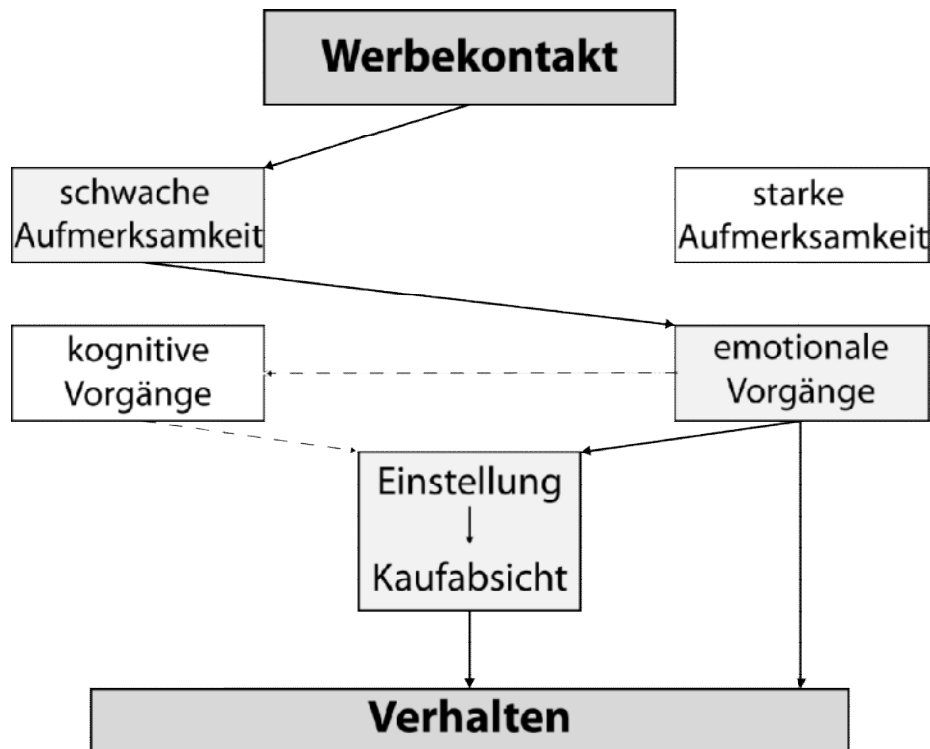 Werbekontakt
schwache
Aufmerksamkeit
starke
Aufmerksamkeit
kognitive
Vorgänge
emotionale
Vorgänge
Einstellung
Kaufabsicht
Verhalten